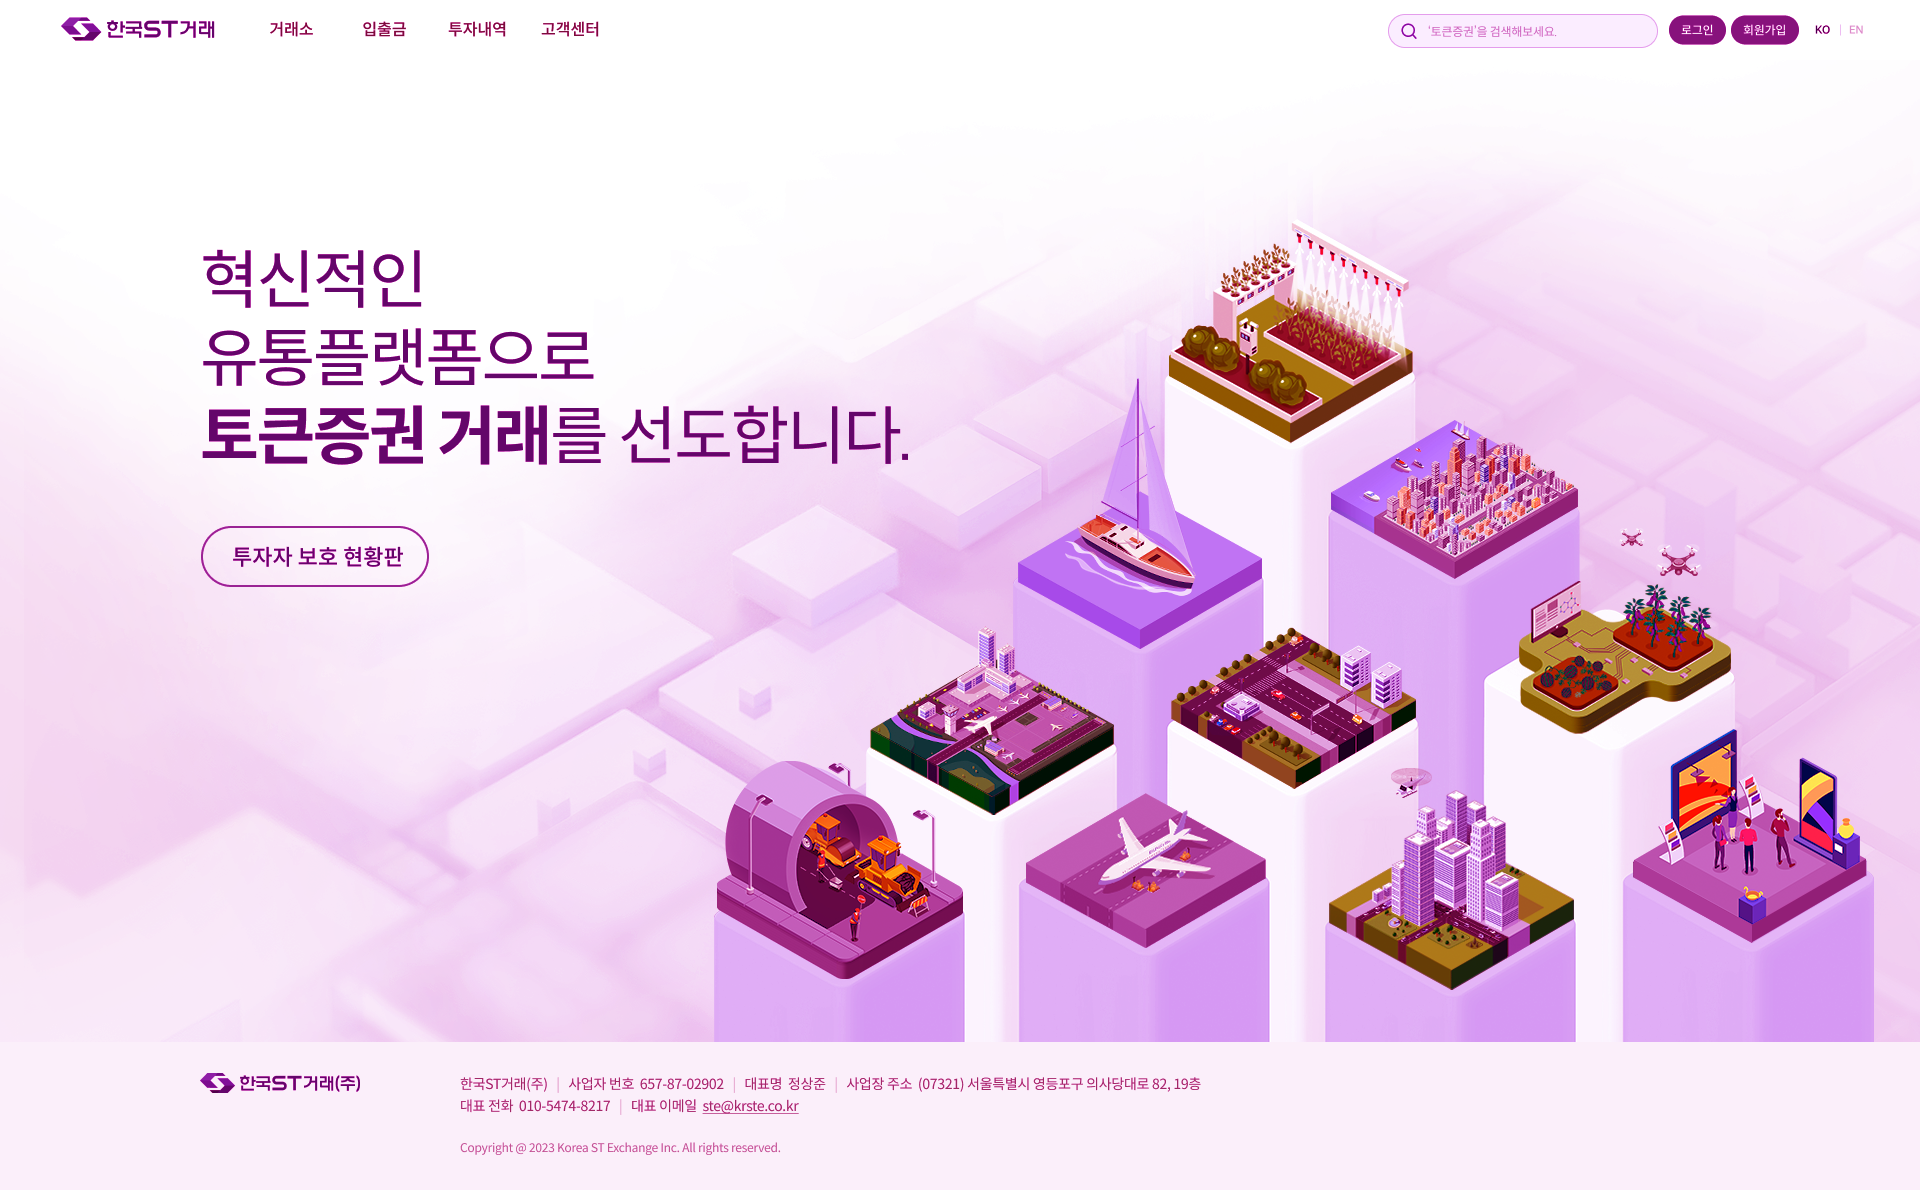 한국ST거래 거래소 입출금 투자내역 고객센터 '토큰증권'을 검색해보세요. 로그인 회원가입 KO | EN
혁신적인
유통플랫폼으로
토큰증권 거래를 선도합니다.
투자자 보호 현황판
한국ST거래(주)
한국ST거래(주) | 사업자 번호 657-87-02902 | 대표명 정상준 | 사업장 주소 (07321) 서울특별시 영등포구 의사당대로 82, 19층
대표 전화 010-5474-8217 | 대표 이메일 ste@krste.co.kr
Copyright @ 2023 Korea ST Exchange Inc. All rights reserved.